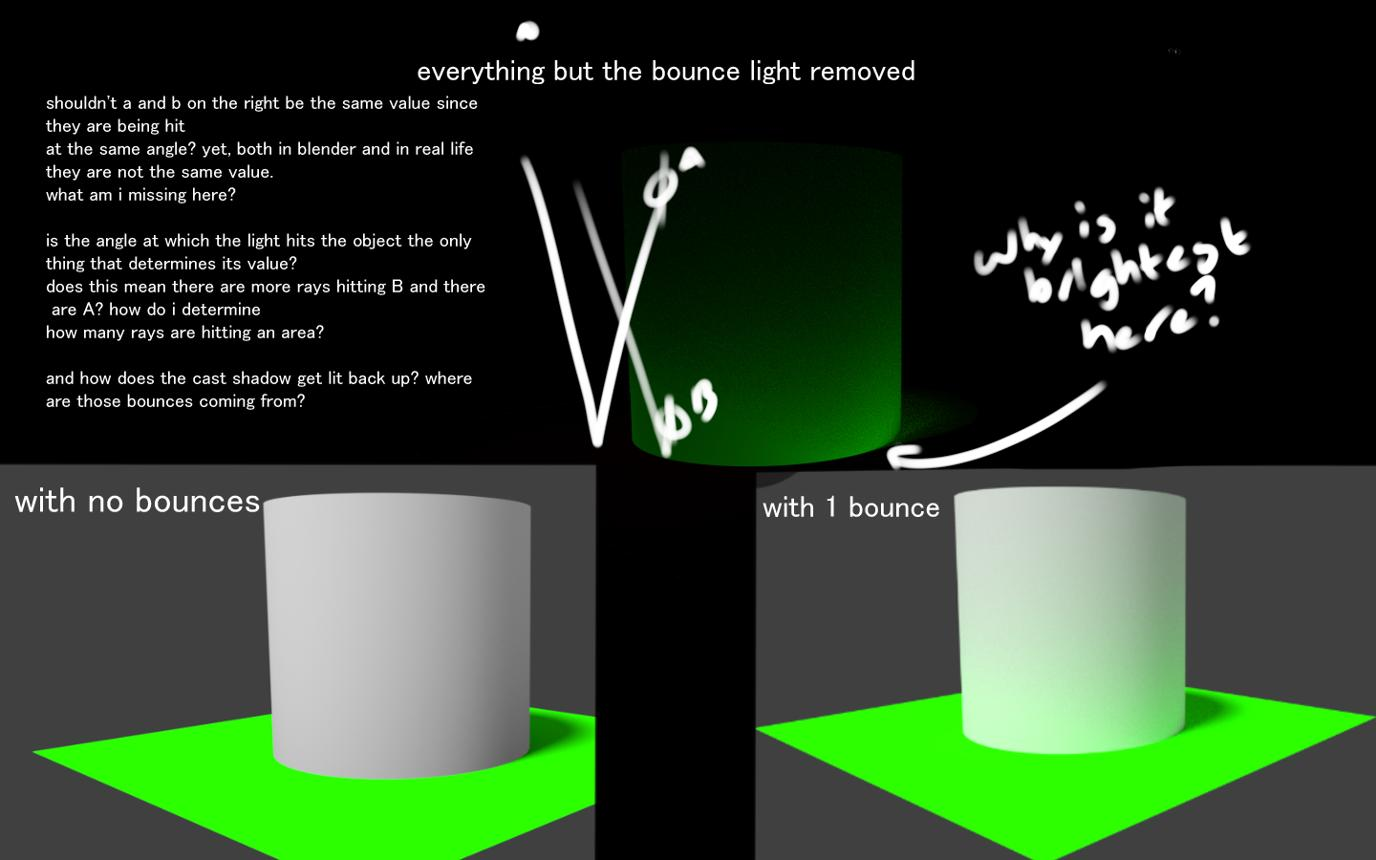 everything but the bounce light removed
shouldn't a and b on the right be the same value since
they are being hit
at the same angle? yet, both in blender and in real life
they are not the same value.
what am i missing here?
is the angle at which the light hits the object the only
thing that determines its value?
does this mean there are more rays hitting B and there
are A? how do i determine
how many rays are hitting an area?
and how does the cast shadow get lit back up? where
are those bounces coming from?
A
B
why is it
brightest
here?
with no bounces
with 1 bounce